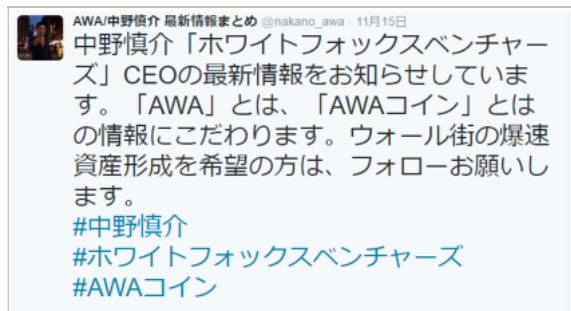 AWA/中野慎介 最新情報まとめ @nakano_awa · 11月15日
中野慎介「ホワイトフォックスベンチャー
ズ」CEOの最新情報をお知らせしていま
す。「AWA」とは、「AWAコイン」とは
の情報にこだわります。ウォール街の爆速
資産形成を希望の方は、フォローお願いし
ます。
#中野慎介
#ホワイトフォックスベンチャーズ
#AWAコイン